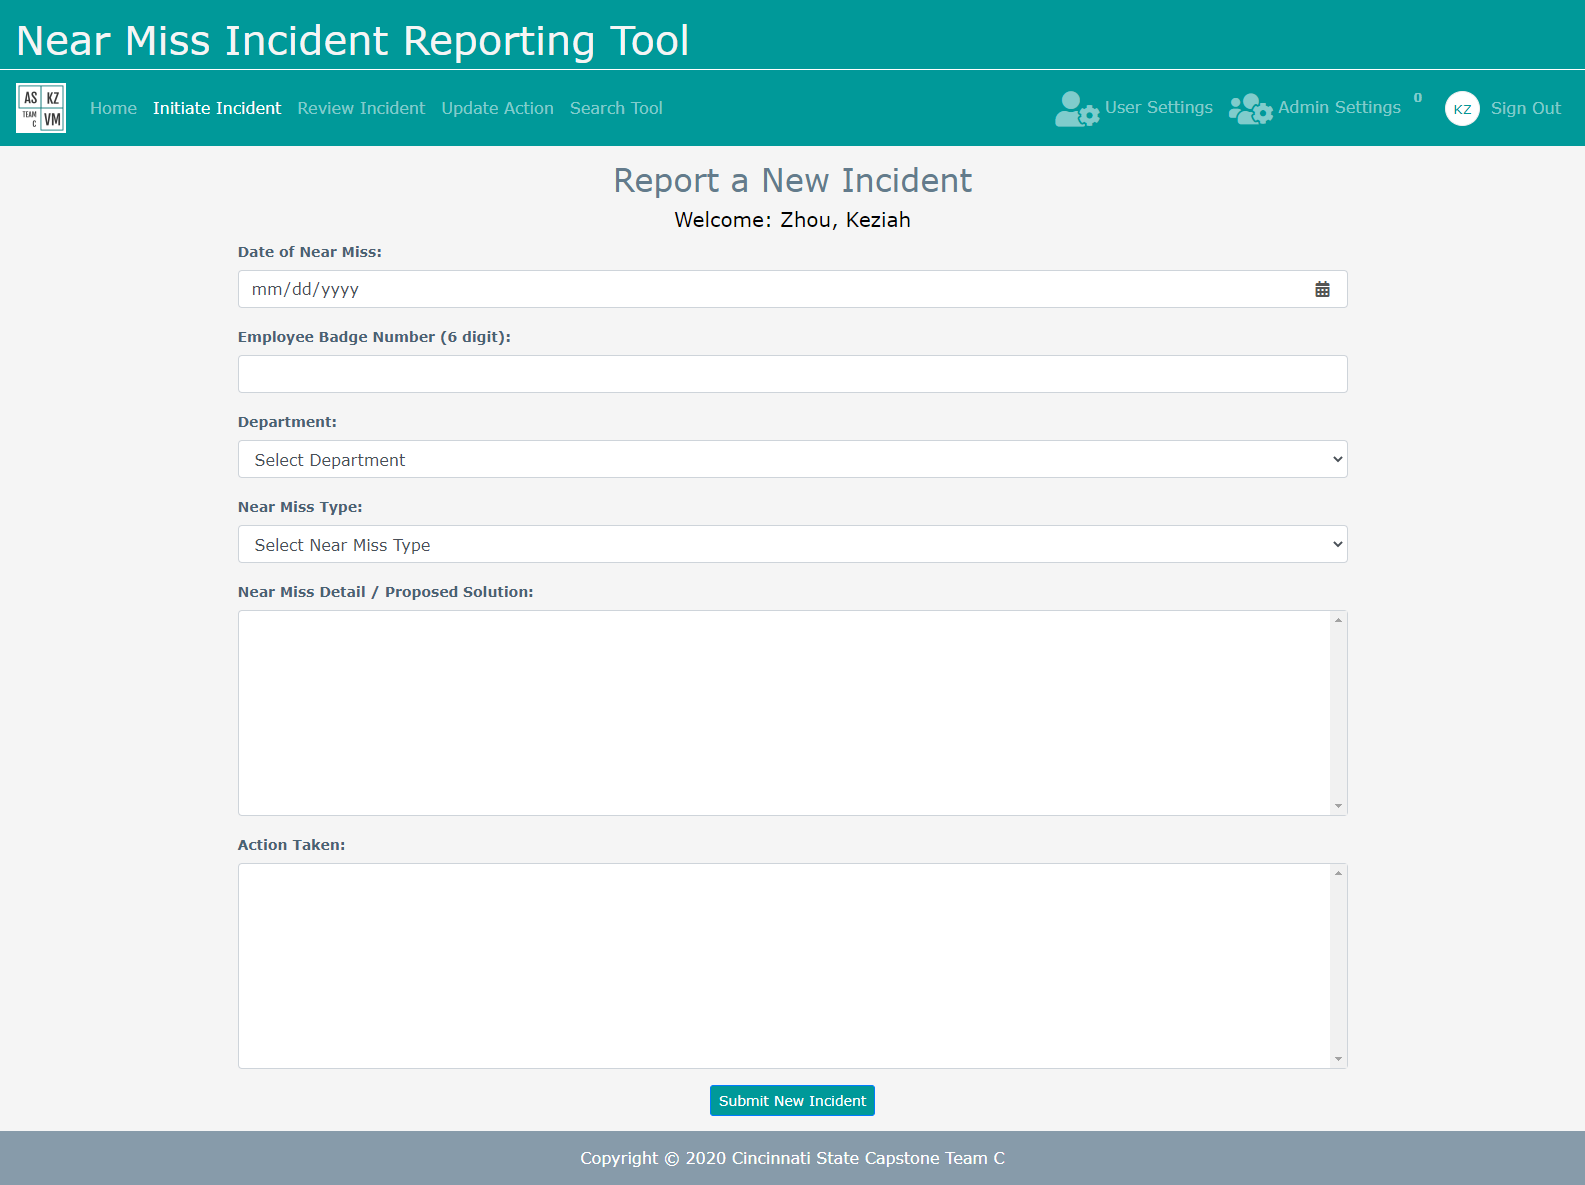 Near Miss Incident Reporting Tool
AS KZ
TEAM C VM
Home Initiate Incident Review Incident Update Action Search Tool User Settings Admin Settings 0 KZ Sign Out
Report a New Incident
Welcome: Zhou, Keziah
Date of Near Miss:
mm/dd/yyyy
Employee Badge Number (6 digit):
Department:
Select Department
Near Miss Type:
Select Near Miss Type
Near Miss Detail / Proposed Solution:
Action Taken:
Submit New Incident
Copyright © 2020 Cincinnati State Capstone Team C